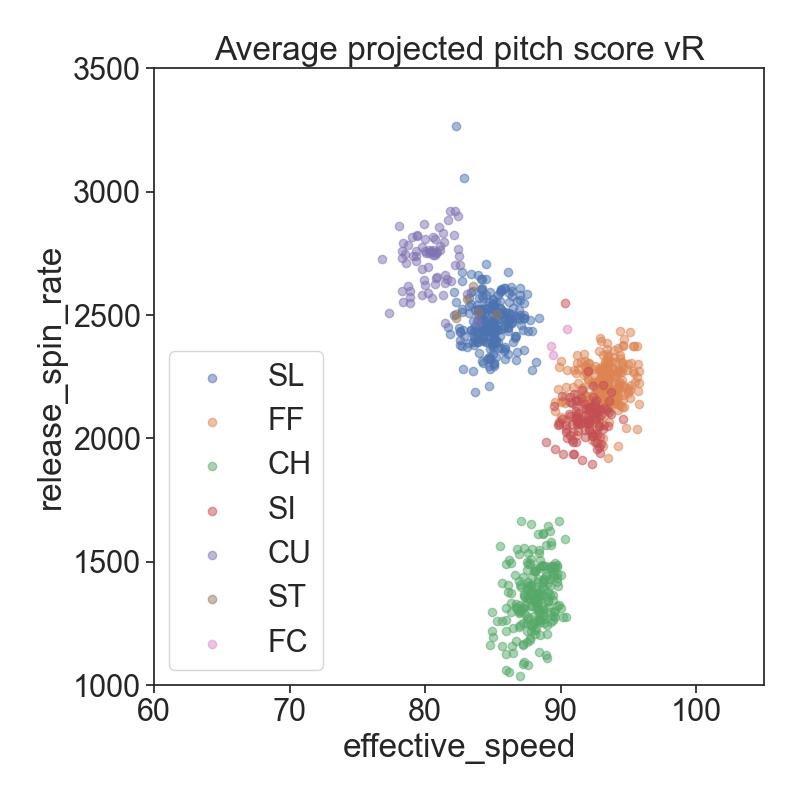 Average projected pitch score vR
3500
3000
2500
2000
1500
1000
release_spin_rate
SL
FF
CH
SI
CU
ST
FC
60 70 80 90 100
effective_speed